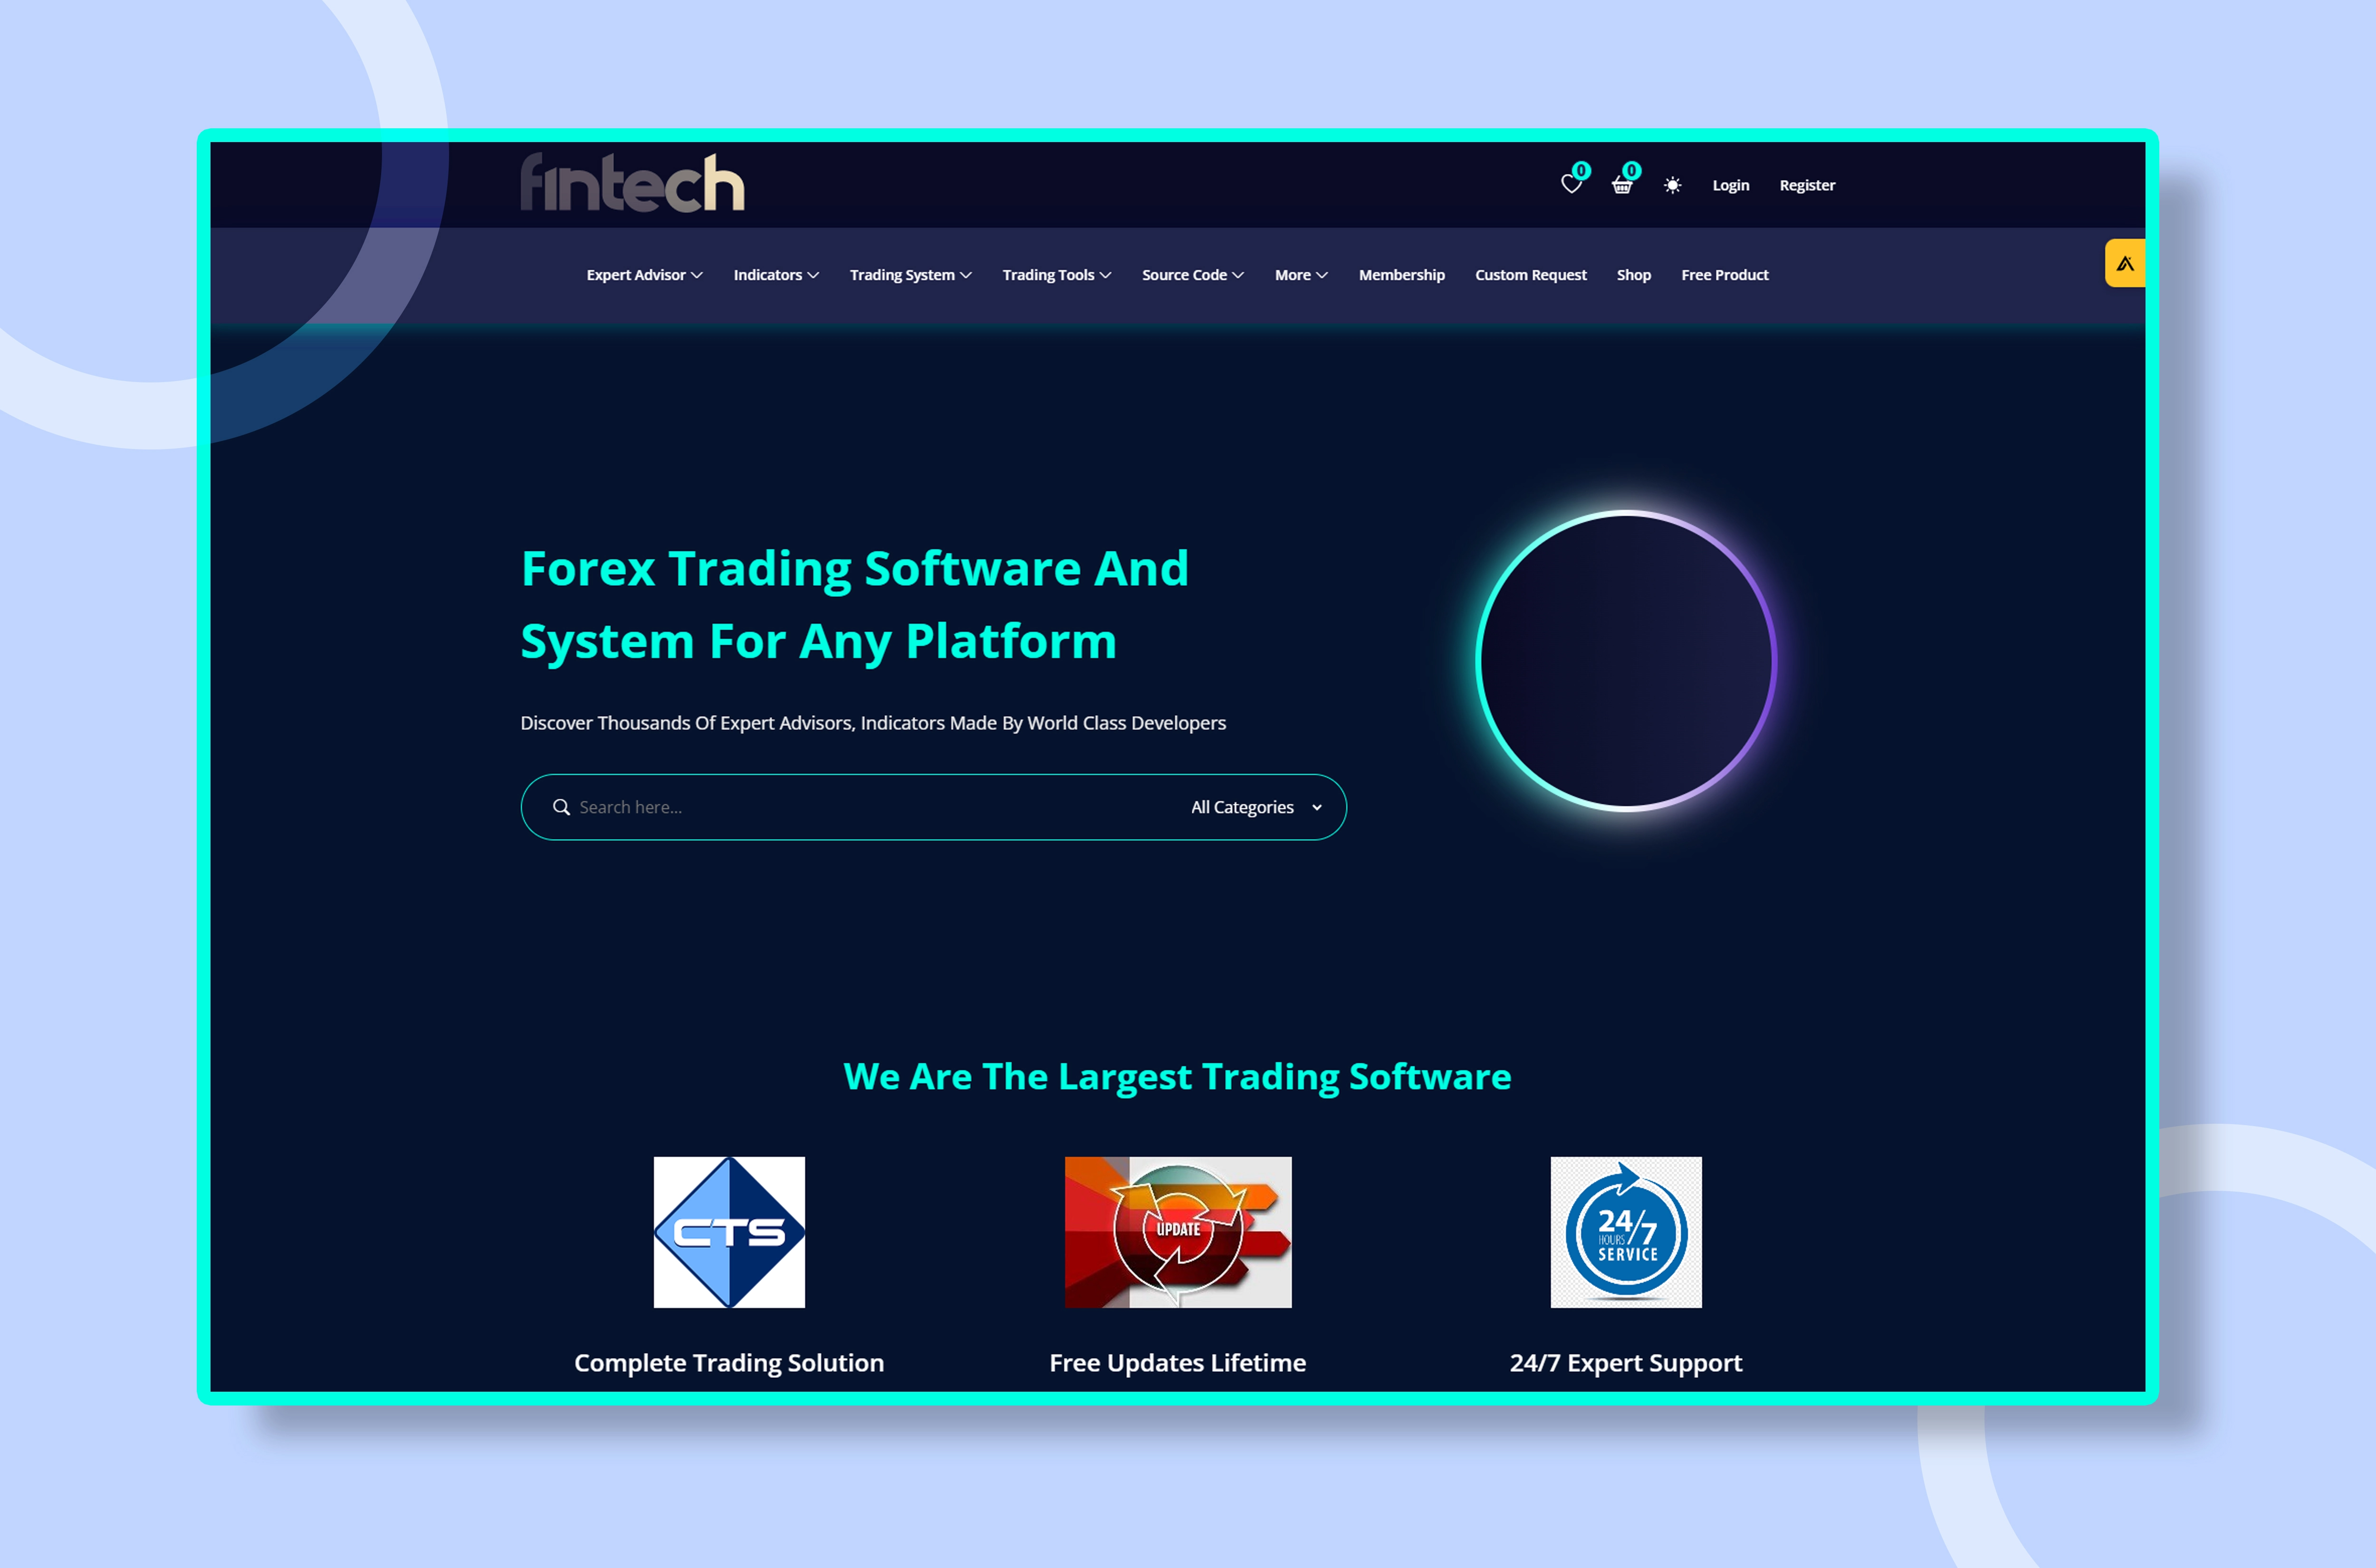 fintech
0 0 Login Register
Expert Advisor Indicators Trading System Trading Tools Source Code More Membership Custom Request Shop Free Product
Forex Trading Software And
System For Any Platform
Discover Thousands Of Expert Advisors, Indicators Made By World Class Developers
Search here... All Categories
We Are The Largest Trading Software
CTS
UPDATE
24/7
HOURS
SERVICE
Complete Trading Solution Free Updates Lifetime 24/7 Expert Support